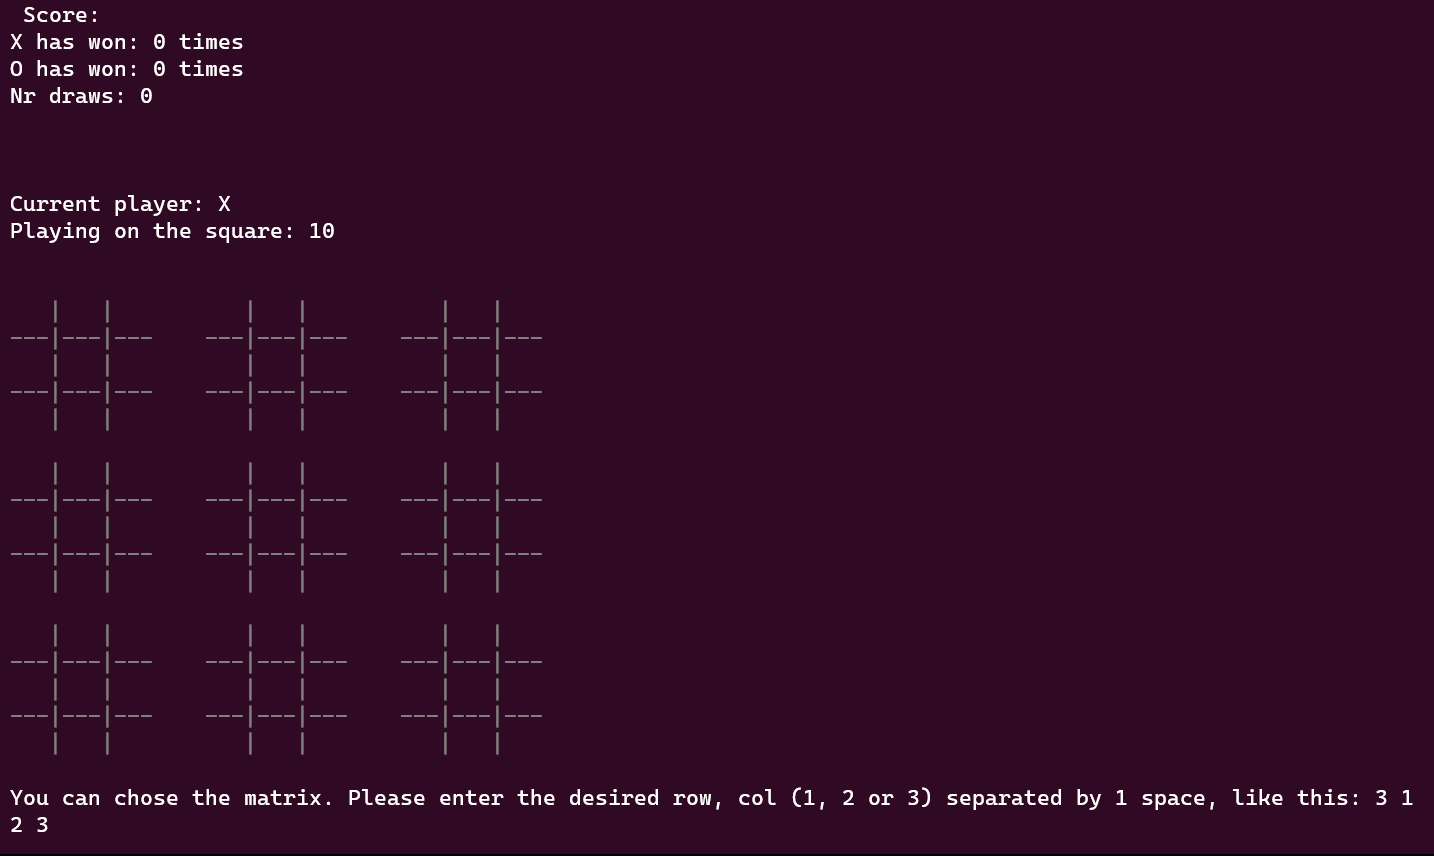 Score:
X has won: 0 times
O has won: 0 times
Nr draws: 0
Current player: X
Playing on the square: 10
   |   |          |   |          |   |
---|---|---    ---|---|---    ---|---|---
   |   |          |   |          |   |
---|---|---    ---|---|---    ---|---|---
   |   |          |   |          |   |
   |   |          |   |          |   |
---|---|---    ---|---|---    ---|---|---
   |   |          |   |          |   |
---|---|---    ---|---|---    ---|---|---
   |   |          |   |          |   |
   |   |          |   |          |   |
---|---|---    ---|---|---    ---|---|---
   |   |          |   |          |   |
---|---|---    ---|---|---    ---|---|---
   |   |          |   |          |   |
You can chose the matrix. Please enter the desired row, col (1, 2 or 3) separated by 1 space, like this: 3 1
2 3